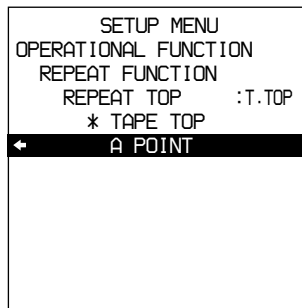 SETUP MENU
OPERATIONAL FUNCTION
REPEAT FUNCTION
REPEAT TOP :T.TOP
* TAPE TOP
← A POINT